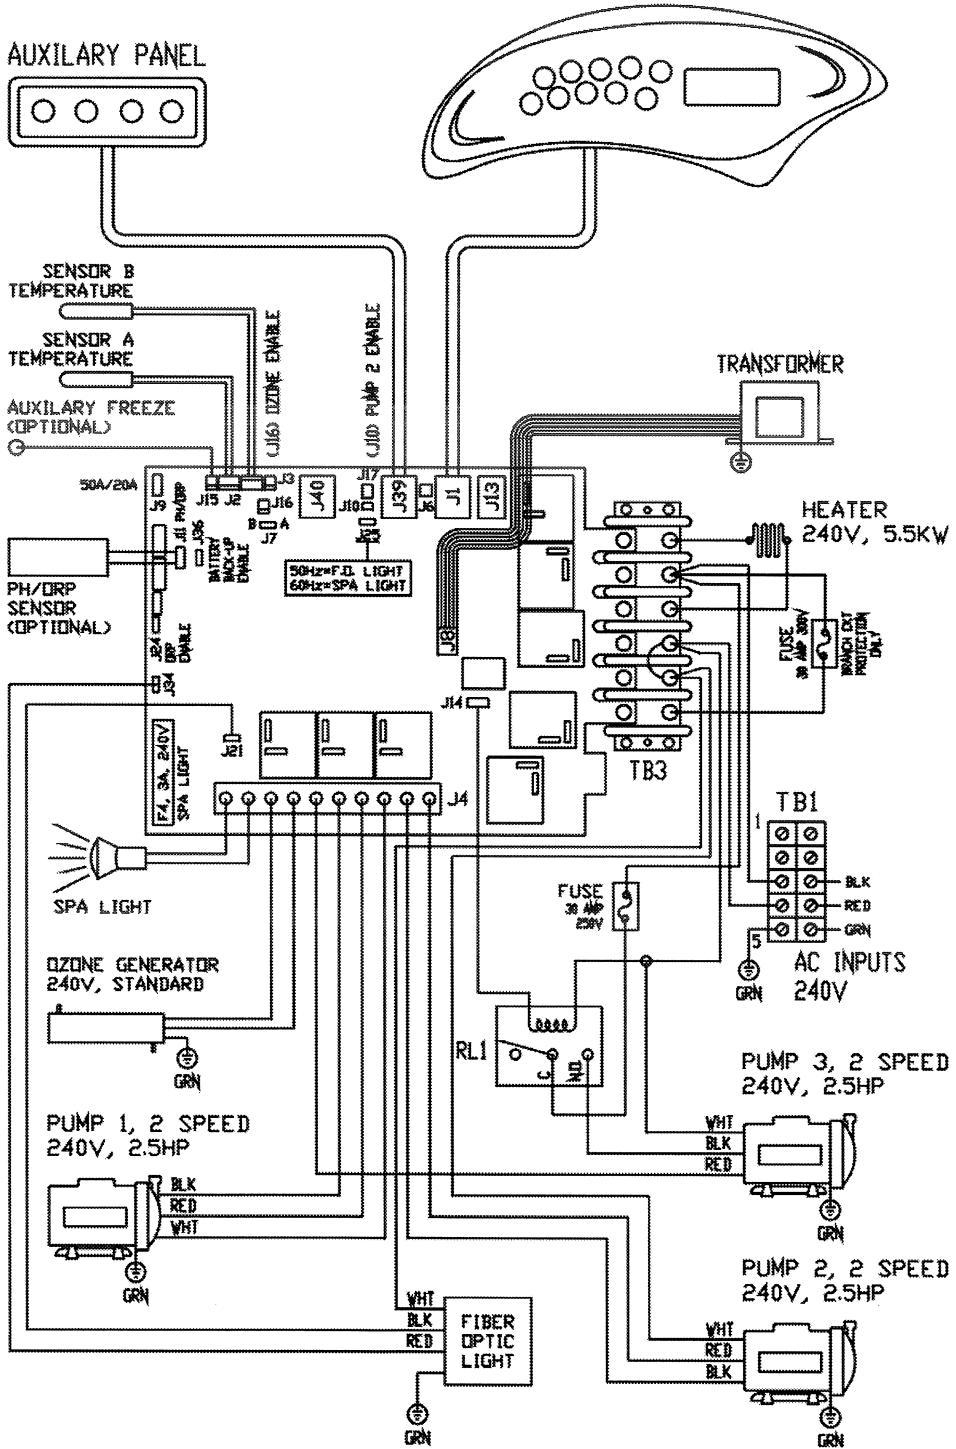 AUXILARY PANEL
SENSOR B
TEMPERATURE
SENSOR A
TEMPERATURE
AUXILARY FREEZE
(OPTIONAL)
(J16) OZONE ENABLE
(J10) PUMP 2 ENABLE
TRANSFORMER
50A/20A
J9
J15
J2
J3
J16
B
A
J7
J40
J17
J10
J39
J6
J1
J13
J11 PH/ORP
J36
BATTERY
BACK-UP
ENABLE
50Hz=F.O. LIGHT
60Hz=SPA LIGHT
HEATER
240V, 5.5KW
PH/ORP
SENSOR
(OPTIONAL)
J24
ORP
ENABLE
J34
J8
J14
FUSE
30 AMP 300V
BRANCH CKT
PROTECTION
ONLY
F4, 3A, 240V
SPA LIGHT
J21
J4
TB3
TB1
1
5
BLK
RED
GRN
GRN
AC INPUTS
240V
SPA LIGHT
FUSE
30 AMP
250V
OZONE GENERATOR
240V, STANDARD
GRN
RL1
C
N.O.
PUMP 3, 2 SPEED
240V, 2.5HP
WHT
BLK
RED
GRN
PUMP 1, 2 SPEED
240V, 2.5HP
BLK
RED
WHT
GRN
PUMP 2, 2 SPEED
240V, 2.5HP
WHT
RED
BLK
GRN
WHT
BLK
RED
FIBER
OPTIC
LIGHT
GRN